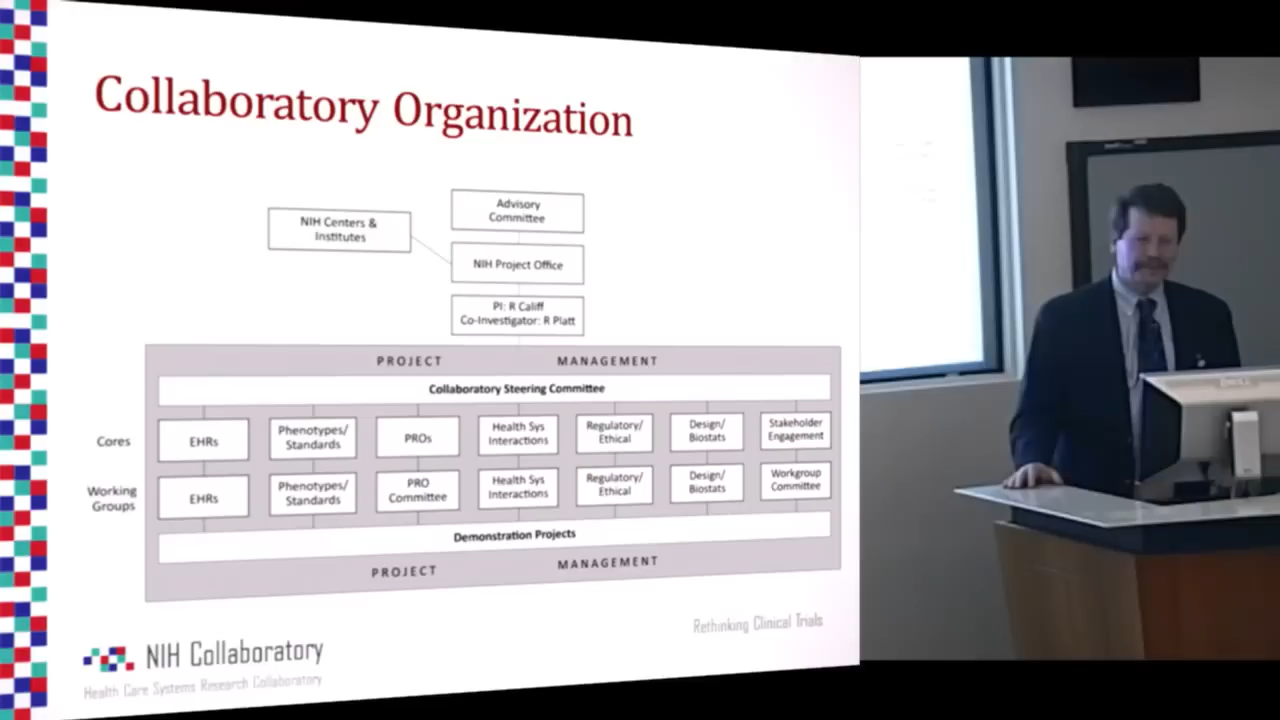 Collaboratory Organization
Advisory
Committee
NIH Centers &
Institutes
NIH Project Office
PI: R Califf
Co-Investigator: R Platt
PROJECT MANAGEMENT
Collaboratory Steering Committee
Cores
EHRs
Phenotypes/
Standards
PROs
Health Sys
Interactions
Regulatory/
Ethical
Design/
Biostats
Stakeholder
Engagement
Working
Groups
EHRs
Phenotypes/
Standards
PRO
Committee
Health Sys
Interactions
Regulatory/
Ethical
Design/
Biostats
Workgroup
Committee
Demonstration Projects
PROJECT MANAGEMENT
Rethinking Clinical Trials
NIH Collaboratory
Health Care Systems Research Collaboratory
DELL